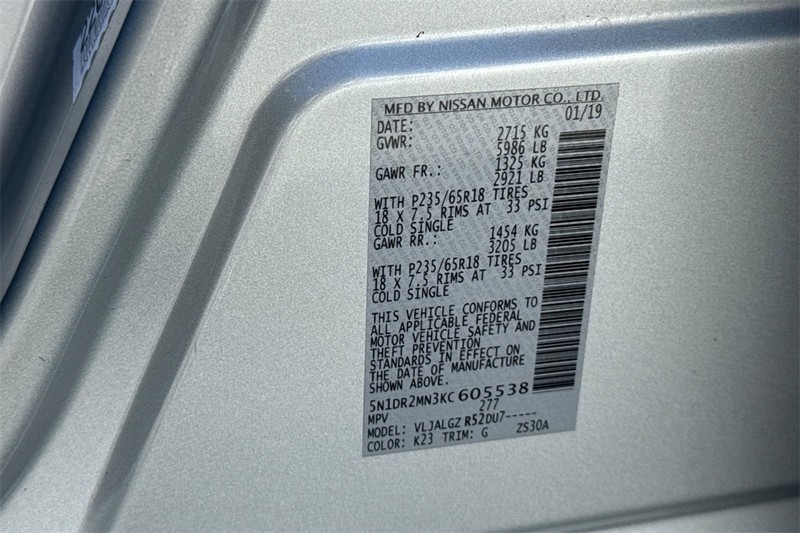 MFD BY NISSAN MOTOR CO., LTD.
DATE: 01/19
GVWR: 2715 KG
5986 LB
GAWR FR.: 1325 KG
2921 LB
WITH P235/65R18 TIRES
18 X 7.5 RIMS AT 33 PSI
COLD SINGLE
GAWR RR.: 1454 KG
3205 LB
WITH P235/65R18 TIRES
18 X 7.5 RIMS AT 33 PSI
COLD SINGLE
THIS VEHICLE CONFORMS TO
ALL APPLICABLE FEDERAL
MOTOR VEHICLE SAFETY AND
THEFT PREVENTION
STANDARDS IN EFFECT ON
THE DATE OF MANUFACTURE
SHOWN ABOVE.
5N1DR2MN3KC605538
MPV 277
MODEL: VLJALGZ R52DU7-----
COLOR: K23 TRIM: G ZS30A